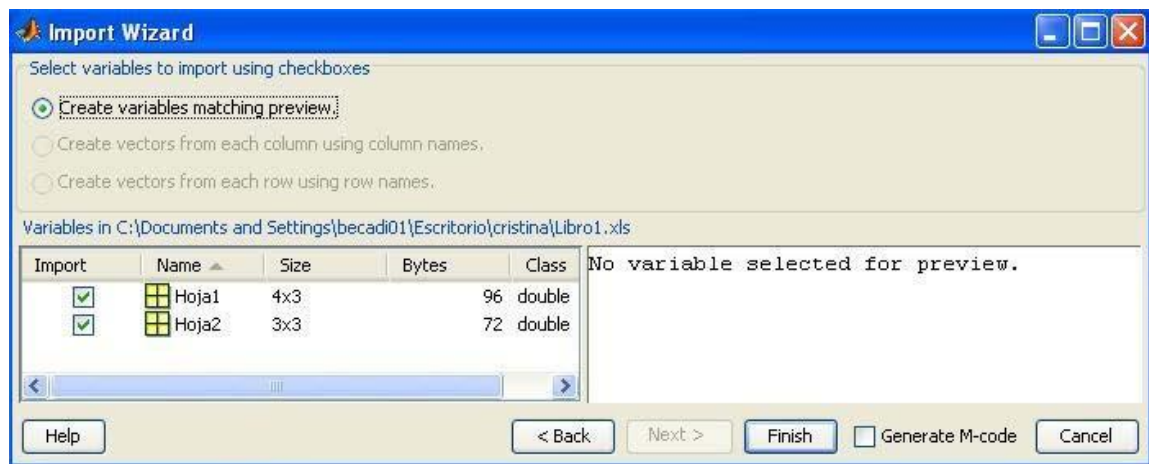 Import Wizard
Select variables to import using checkboxes
Create variables matching preview.
Create vectors from each column using column names.
Create vectors from each row using row names.
Variables in C:\Documents and Settings\becadi01\Escritorio\cristina\Libro1.xls
Import Name Size Bytes Class
Hoja1 4x3 96 double
Hoja2 3x3 72 double
No variable selected for preview.
Help < Back Next > Finish Generate M-code Cancel